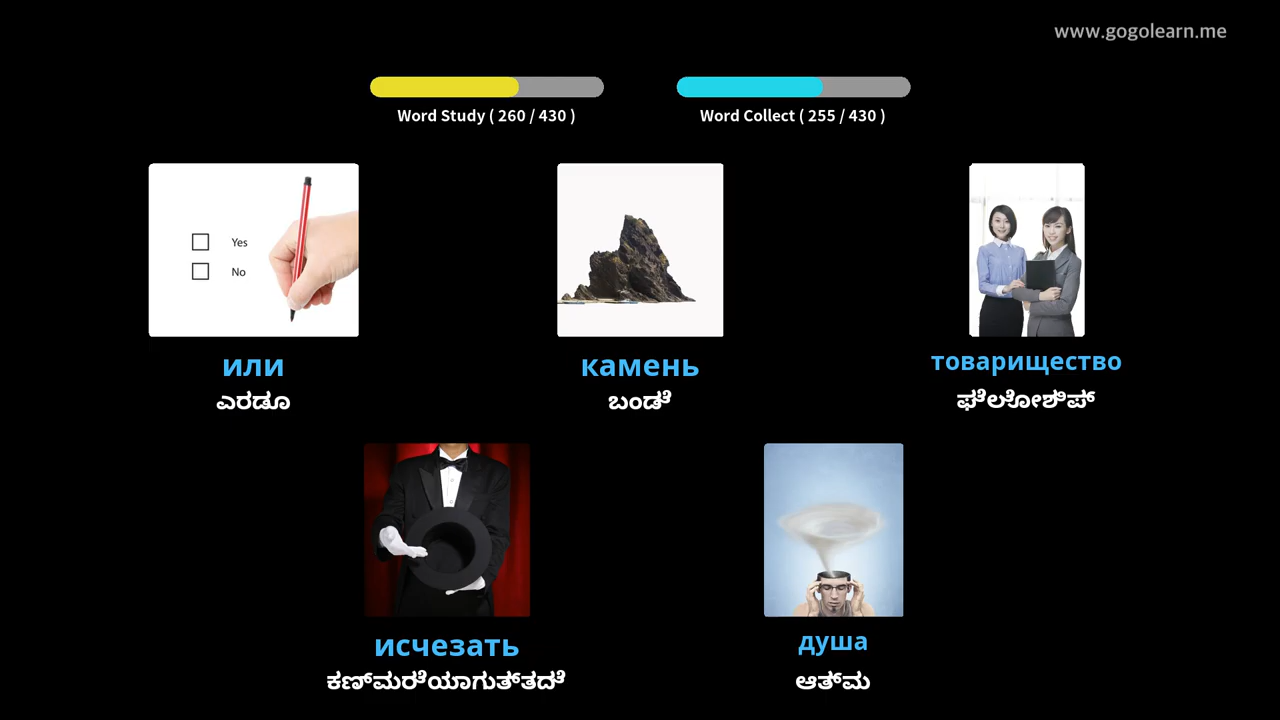 www.gogolearn.me
Word Study ( 260 / 430 )
Word Collect ( 255 / 430 )
Yes
No
или
камень
товарищество
ಎರಡೂ
ಬಂಡೆ
ಫೆಲೋಶಿಪ್
исчезать
душа
ಕಣ್ಮರೆಯಾಗುತ್ತದೆ
ಆತ್ಮ